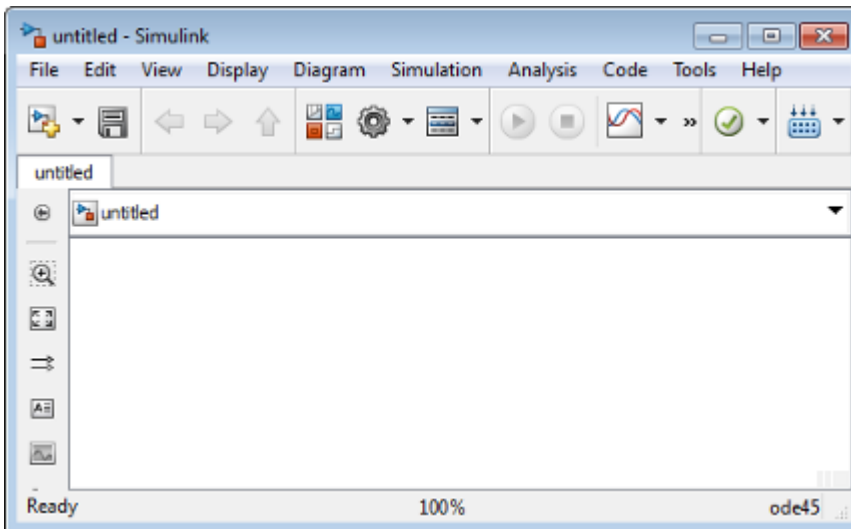 untitled - Simulink
File Edit View Display Diagram Simulation Analysis Code Tools Help
untitled
untitled
Ready 100% ode45